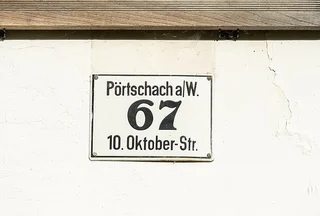 Pörtschach a/W.
67
10. Oktober-Str.